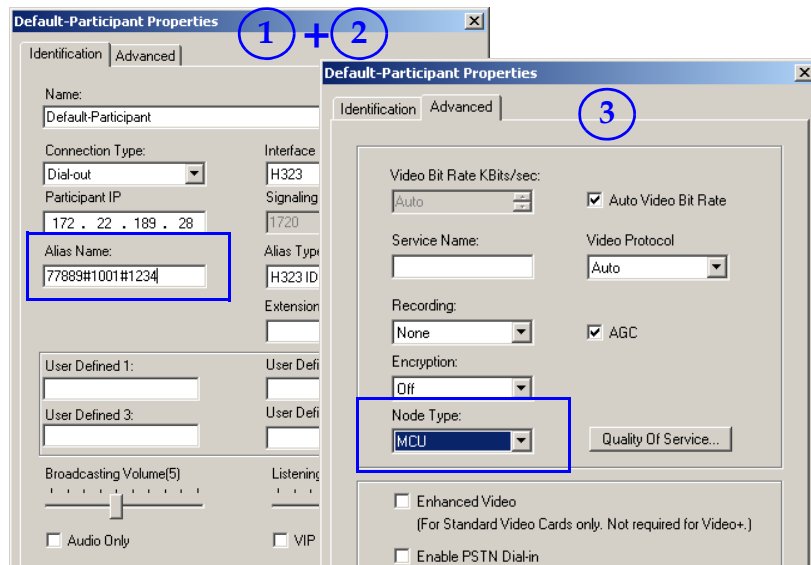 Default-Participant Properties
1 + 2
Identification Advanced
Name:
Default-Participant
Connection Type:
Interface
Dial-out
H323
Participant IP
Signaling
172 . 22 . 189 . 28
1720
Alias Name:
Alias Type
77889#1001#1234
H323 ID
Extension
User Defined 1:
User Defi
User Defined 3:
User Defi
Broadcasting Volume(5)
Listening
Audio Only
VIP
Default-Participant Properties
Identification Advanced
3
Video Bit Rate KBits/sec:
Auto
Auto Video Bit Rate
Service Name:
Video Protocol
Auto
Recording:
None
AGC
Encryption:
Off
Node Type:
MCU
Quality Of Service...
Enhanced Video
(For Standard Video Cards only. Not required for Video+.)
Enable PSTN Dial-in